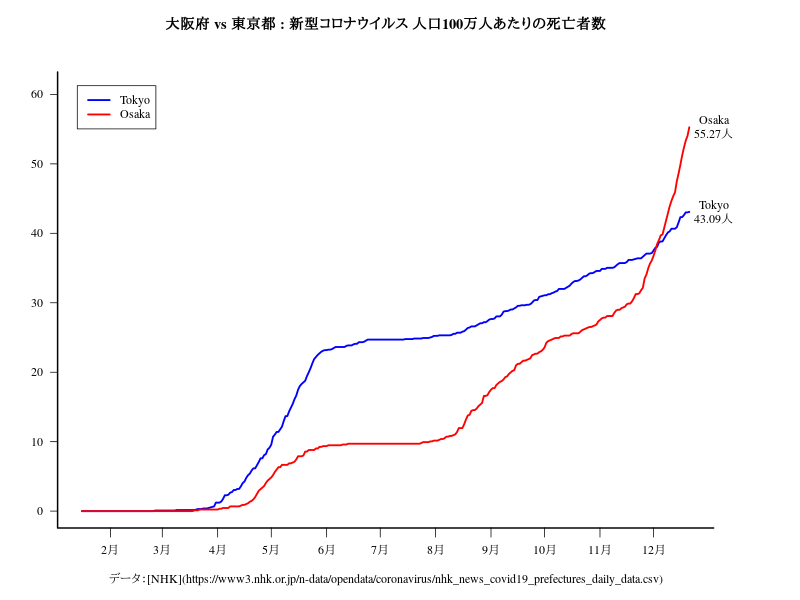 大阪府 vs 東京都 : 新型コロナウイルス 人口100万人あたりの死亡者数
Tokyo
Osaka
60
50
40
30
20
10
0
Osaka
55.27人
Tokyo
43.09人
2月 3月 4月 5月 6月 7月 8月 9月 10月 11月 12月
データ:[NHK](https://www3.nhk.or.jp/n-data/opendata/coronavirus/nhk_news_covid19_prefectures_daily_data.csv)